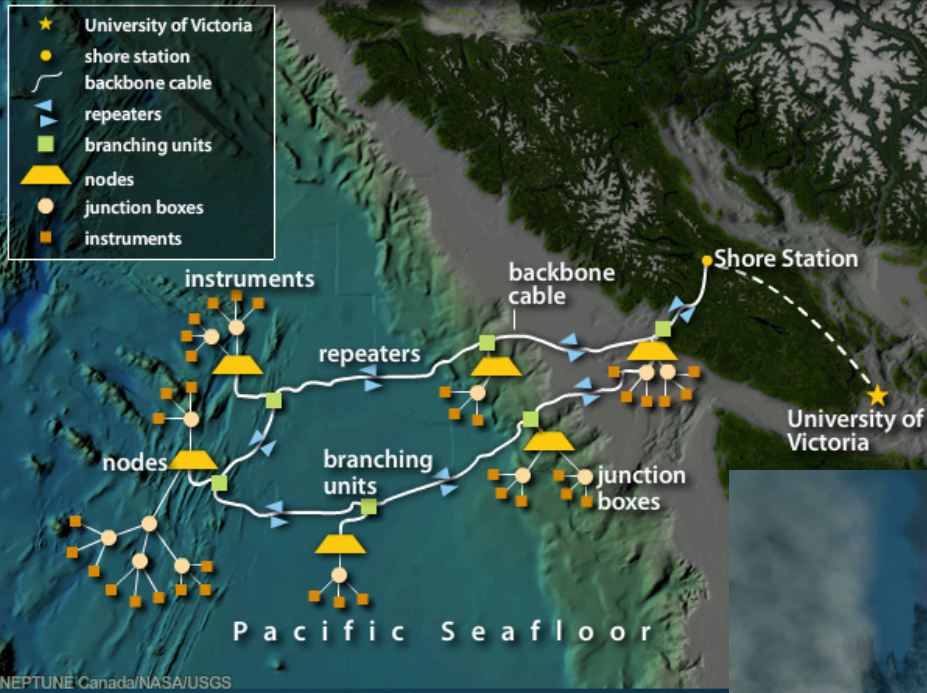 University of Victoria
shore station
backbone cable
repeaters
branching units
nodes
junction boxes
instruments
instruments
backbone
cable
Shore Station
repeaters
University of
Victoria
nodes
branching
units
junction
boxes
Pacific Seafloor
NEPTUNE Canada/NASA/USGS